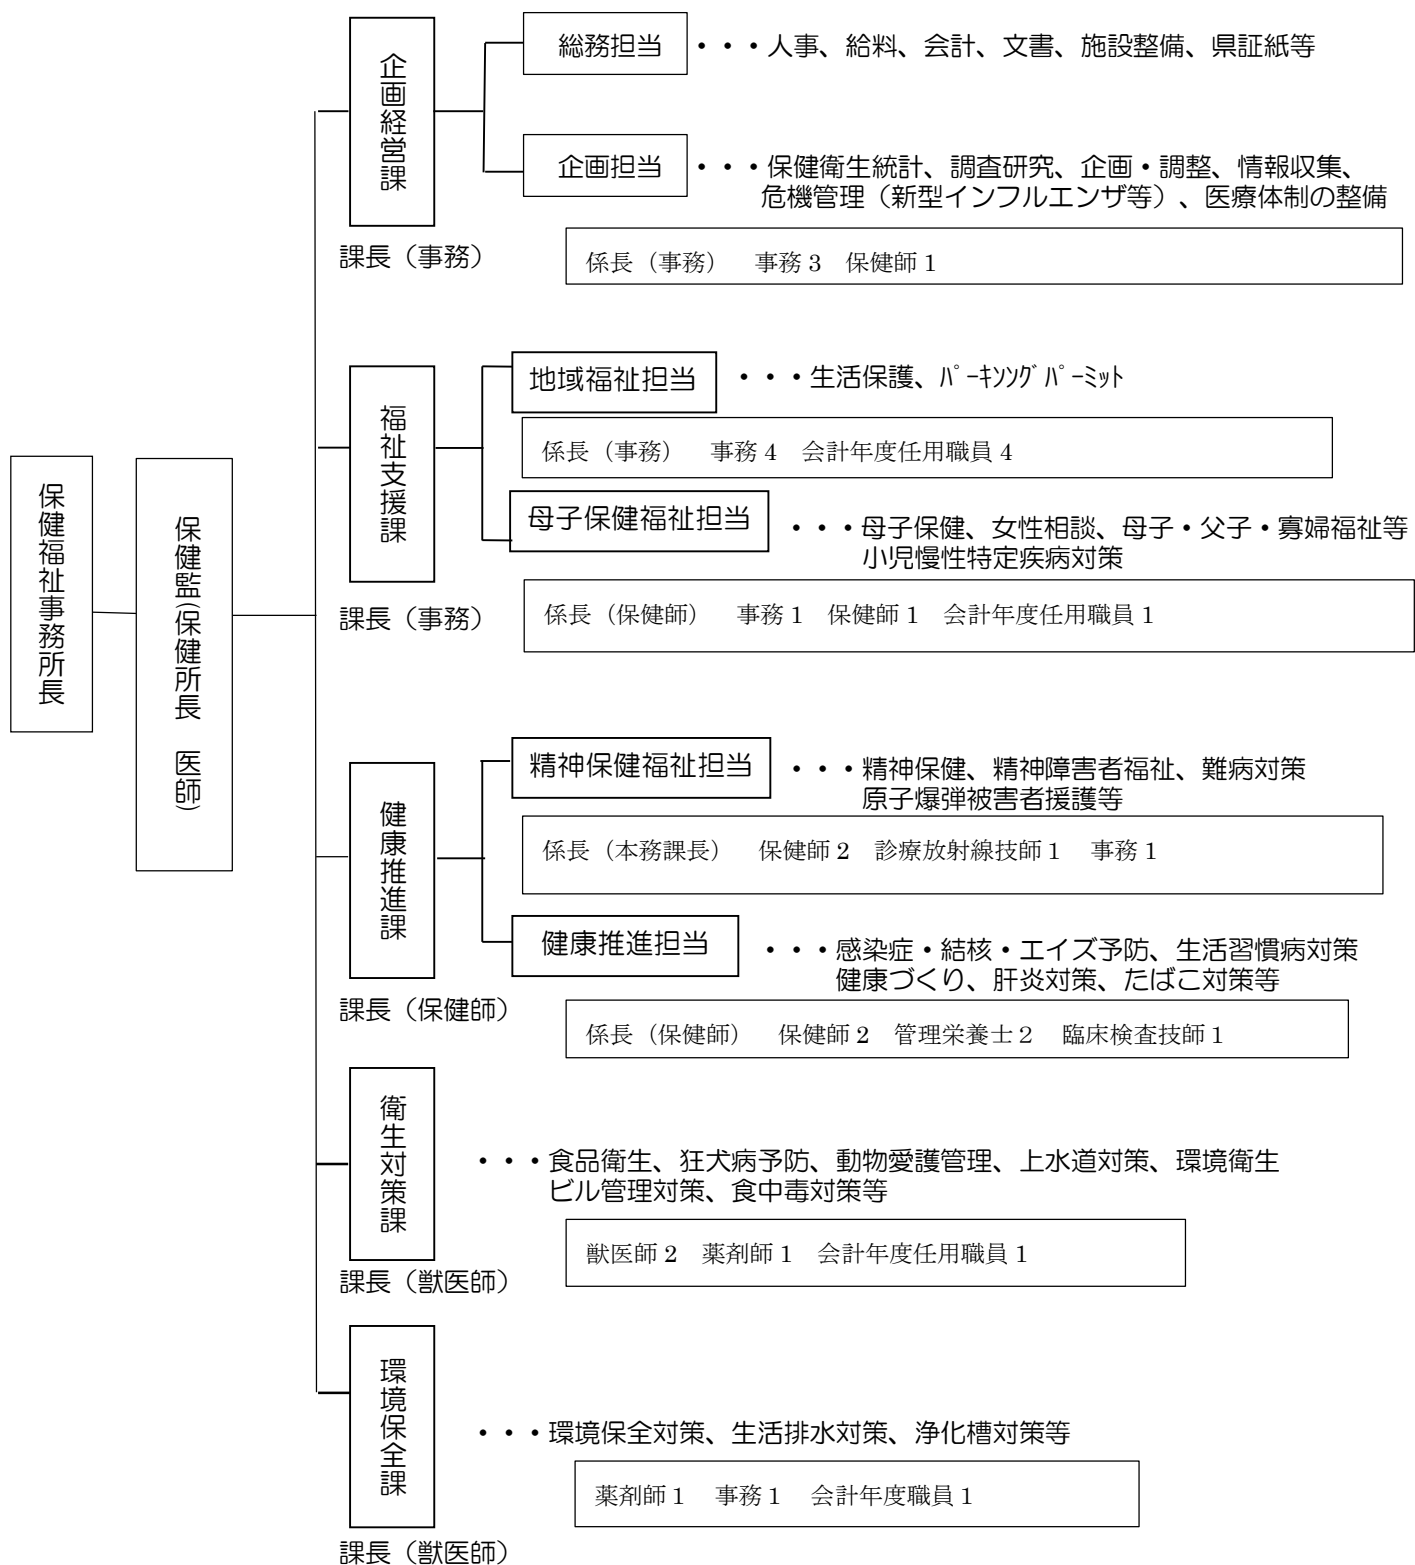 保健福祉事務所長
保健監(保健所長　医師)
企画経営課
課長（事務）
総務担当
・・・人事、給料、会計、文書、施設整備、県証紙等
企画担当
・・・保健衛生統計、調査研究、企画・調整、情報収集、
危機管理（新型インフルエンザ等）、医療体制の整備
係長（事務）　事務３　保健師１
福祉支援課
課長（事務）
地域福祉担当
・・・生活保護、ﾊﾟｰｷﾝｸﾞﾊﾟｰﾐｯﾄ
係長（事務）　事務４　会計年度任用職員４
母子保健福祉担当
・・・母子保健、女性相談、母子・父子・寡婦福祉等
小児慢性特定疾病対策
係長（保健師）　事務１　保健師１　会計年度任用職員１
健康推進課
課長（保健師）
精神保健福祉担当
・・・精神保健、精神障害者福祉、難病対策
原子爆弾被害者援護等
係長（本務課長）　保健師２　診療放射線技師１　事務１
健康推進担当
・・・感染症・結核・エイズ予防、生活習慣病対策
健康づくり、肝炎対策、たばこ対策等
係長（保健師）　保健師２　管理栄養士２　臨床検査技師１
衛生対策課
課長（獣医師）
・・・食品衛生、狂犬病予防、動物愛護管理、上水道対策、環境衛生
ビル管理対策、食中毒対策等
獣医師２　薬剤師１　会計年度任用職員１
環境保全課
課長（獣医師）
・・・環境保全対策、生活排水対策、浄化槽対策等
薬剤師１　事務１　会計年度職員１